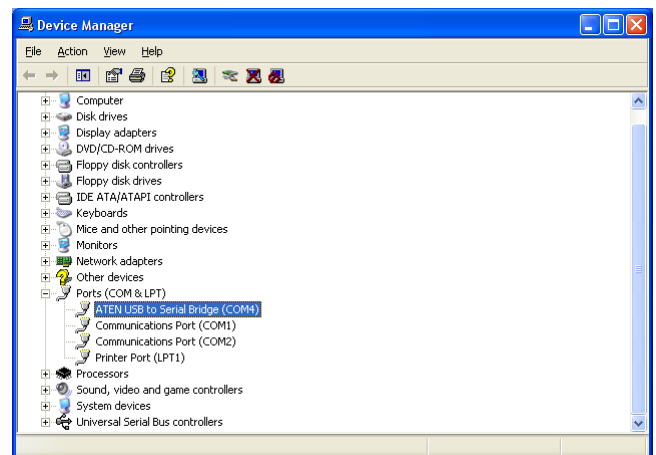 Device Manager
File Action View Help
Computer
Disk drives
Display adapters
DVD/CD-ROM drives
Floppy disk controllers
Floppy disk drives
IDE ATA/ATAPI controllers
Keyboards
Mice and other pointing devices
Monitors
Network adapters
Other devices
Ports (COM & LPT)
ATEN USB to Serial Bridge (COM4)
Communications Port (COM1)
Communications Port (COM2)
Printer Port (LPT1)
Processors
Sound, video and game controllers
System devices
Universal Serial Bus controllers